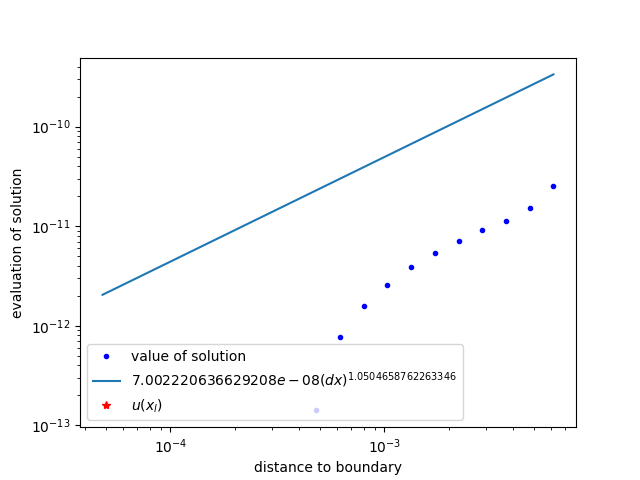 10⁻¹⁰
10⁻¹¹
10⁻¹²
10⁻¹³
evaluation of solution
value of solution
7.002220636629208e − 08(dx)^1.0504658762263346
u(x_l)
10⁻⁴ 10⁻³
distance to boundary